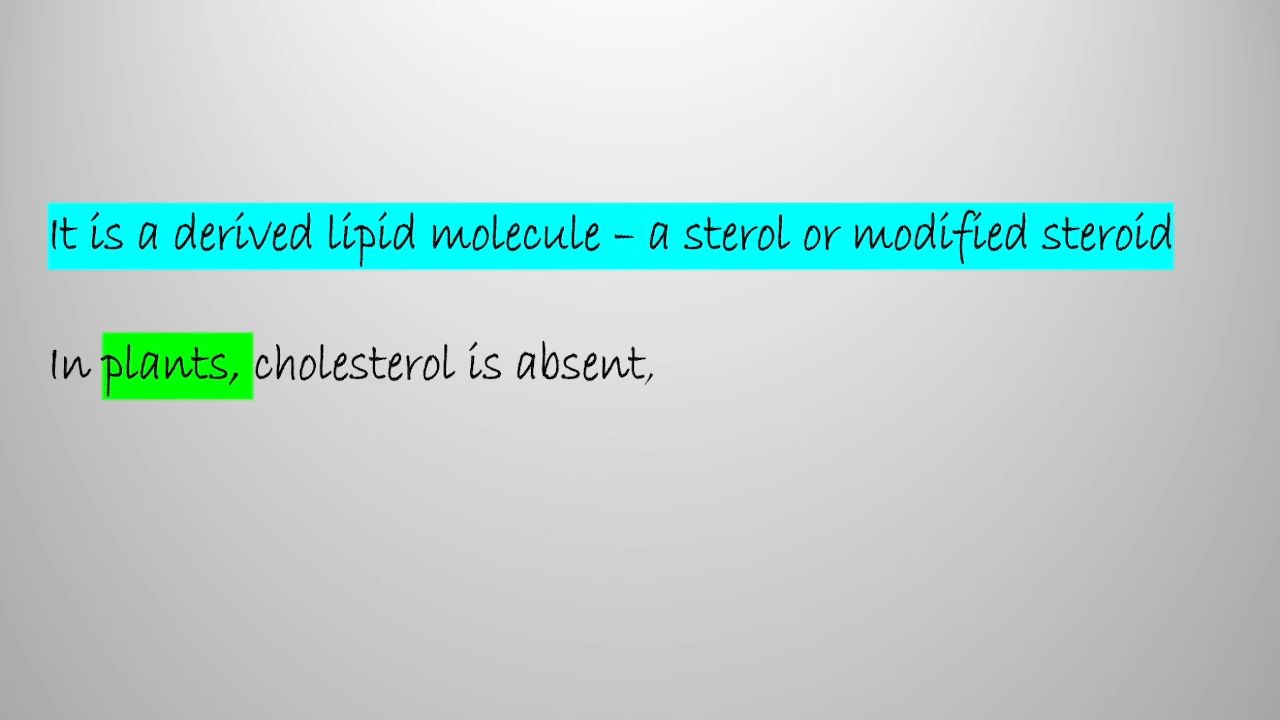 It is a derived lipid molecule – a sterol or modified steroid
In plants, cholesterol is absent,